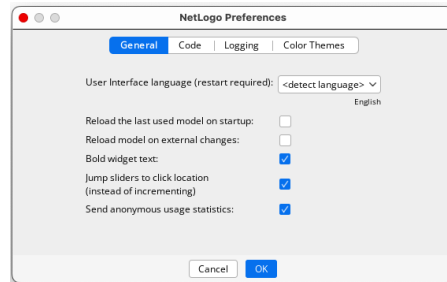 NetLogo Preferences
General Code Logging Color Themes
User Interface language (restart required): <detect language>
English
Reload the last used model on startup:
Reload model on external changes:
Bold widget text:
Jump sliders to click location
(instead of incrementing)
Send anonymous usage statistics:
Cancel OK